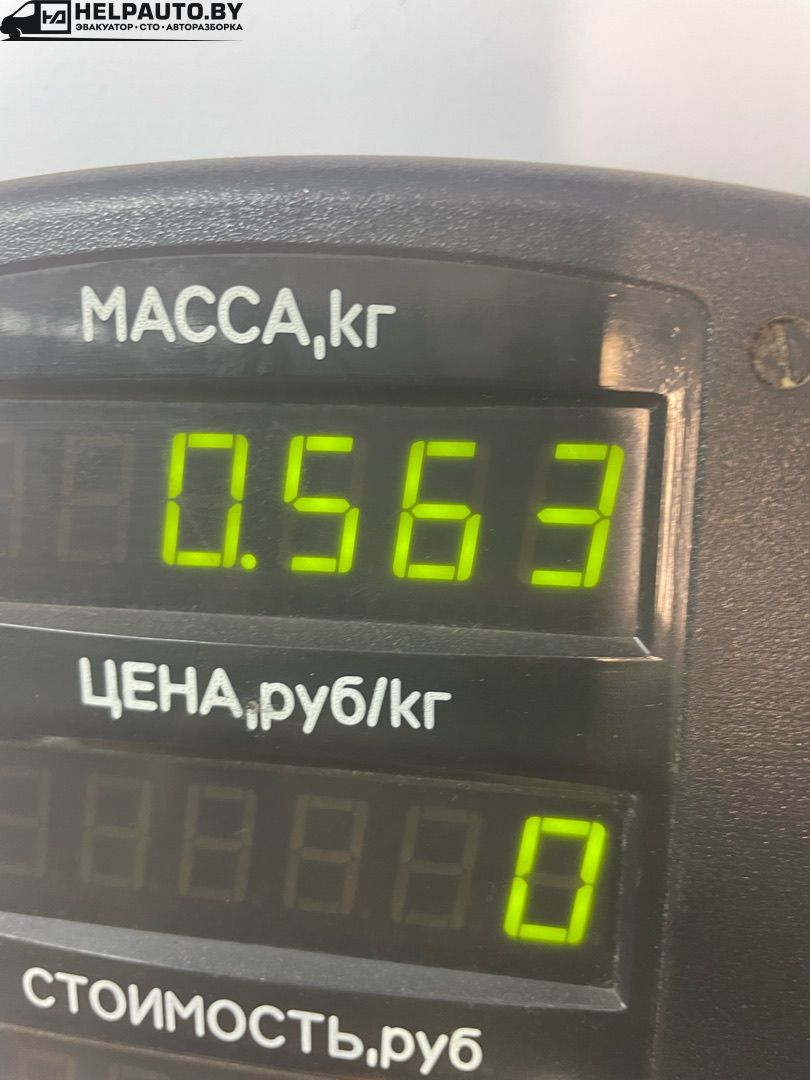 HELPAUTO.BY
ЭВАКУАТОР • СТО • АВТОРАЗБОРКА
МАССА,кг
0.563
ЦЕНА,руб/кг
0
СТОИМОСТЬ,руб